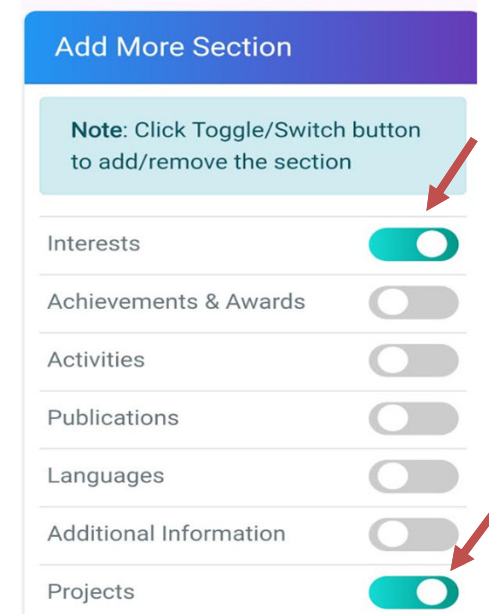 Add More Section
Note: Click Toggle/Switch button
to add/remove the section
Interests
Achievements & Awards
Activities
Publications
Languages
Additional Information
Projects